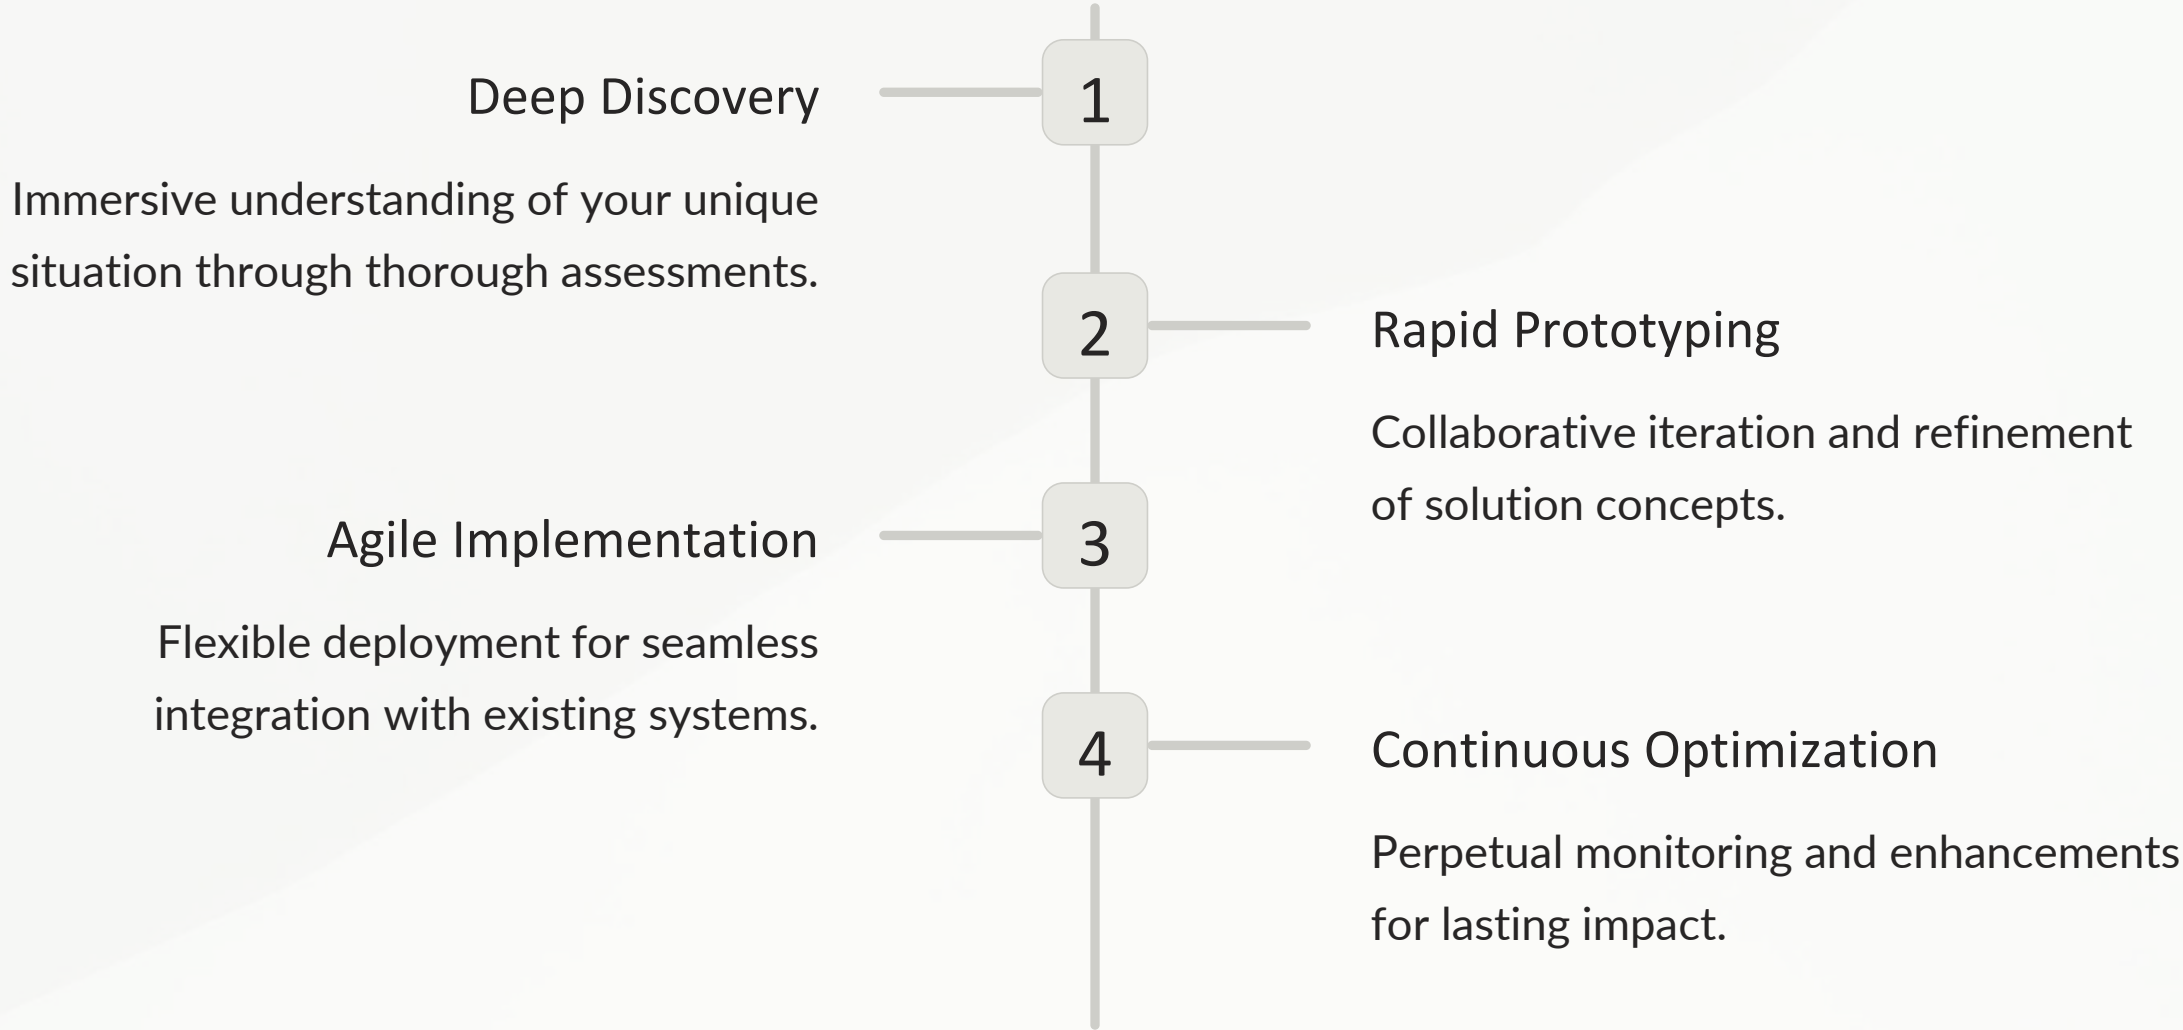 1
Deep Discovery
Immersive understanding of your unique
situation through thorough assessments.
2
Rapid Prototyping
Collaborative iteration and refinement
of solution concepts.
3
Agile Implementation
Flexible deployment for seamless
integration with existing systems.
4
Continuous Optimization
Perpetual monitoring and enhancements
for lasting impact.